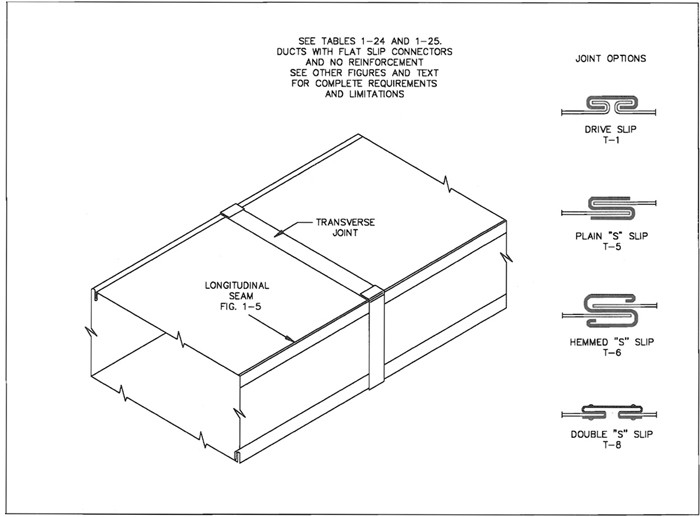 SEE TABLES 1-24 AND 1-25.
DUCTS WITH FLAT SLIP CONNECTORS
AND NO REINFORCEMENT
SEE OTHER FIGURES AND TEXT
FOR COMPLETE REQUIREMENTS
AND LIMITATIONS
JOINT OPTIONS
DRIVE SLIP
T-1
PLAIN "S" SLIP
T-5
HEMMED "S" SLIP
T-6
DOUBLE "S" SLIP
T-8
TRANSVERSE
JOINT
LONGITUDINAL
SEAM
FIG. 1-5